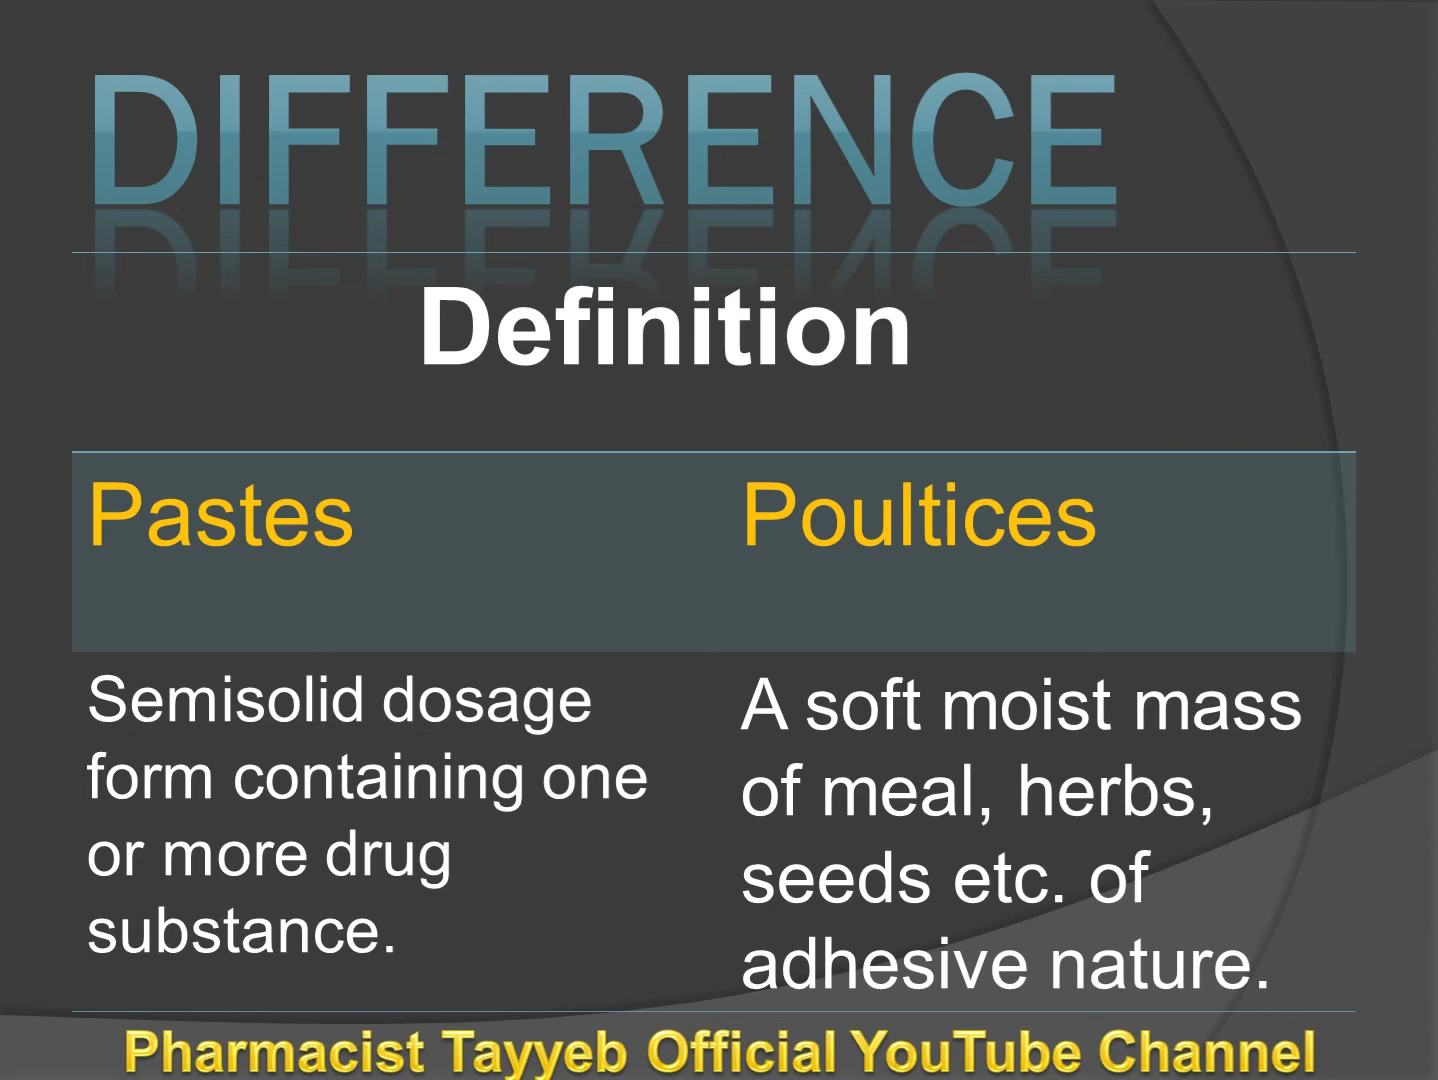 DIFFERENCE
Definition
Pastes
Poultices
Semisolid dosage
form containing one
or more drug
substance.
A soft moist mass
of meal, herbs,
seeds etc. of
adhesive nature.
Pharmacist Tayyeb Official YouTube Channel